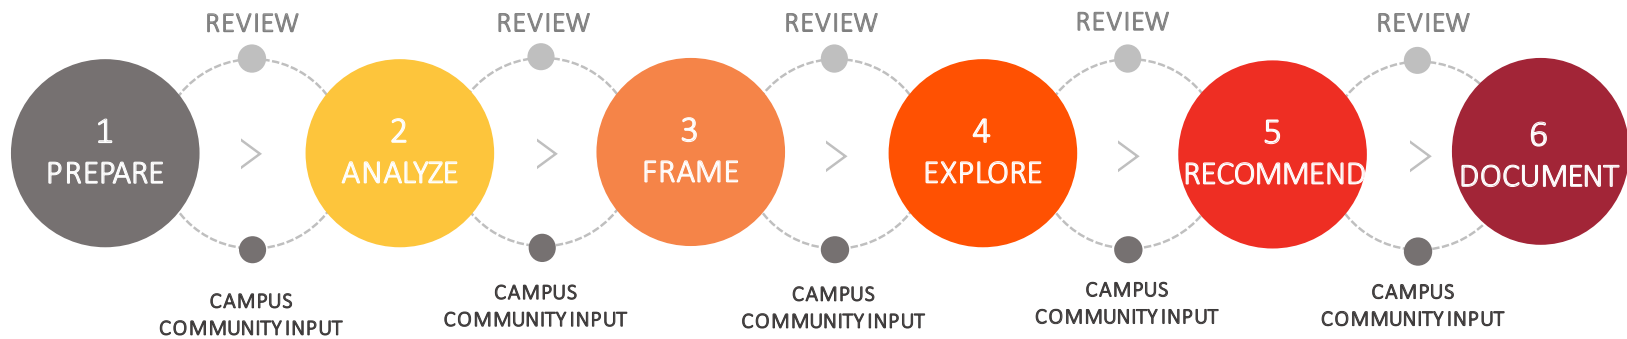 REVIEW
REVIEW
REVIEW
REVIEW
REVIEW
1
PREPARE
>
2
ANALYZE
>
3
FRAME
>
4
EXPLORE
>
5
RECOMMEND
>
6
DOCUMENT
CAMPUS
COMMUNITY INPUT
CAMPUS
COMMUNITY INPUT
CAMPUS
COMMUNITY INPUT
CAMPUS
COMMUNITY INPUT
CAMPUS
COMMUNITY INPUT